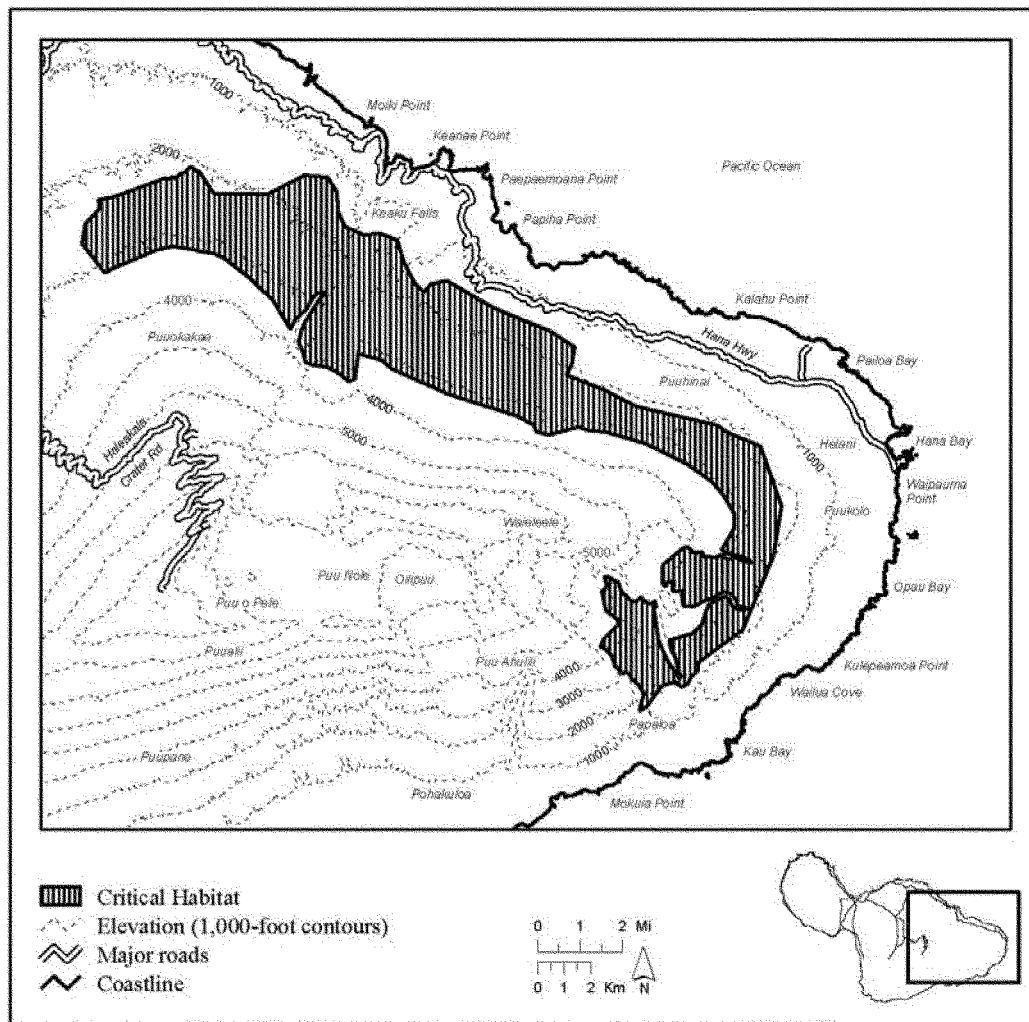 1000
Moiki Point
Keanae Point
2000
Pacific Ocean
Paepaemoana Point
Keaku Falls
Papiha Point
4000
Kalahu Point
Puuokakae
Hana Hwy
Pailoa Bay
Puuhinai
4000
Haleakala
Crater Rd
5000
Helani
1000
Hana Bay
Waipauma
Point
Puukolo
Waieleele
5000
Puu Nole
Oilipuu
Opau Bay
Puu o Pele
Puualii
Puu Ahulili
4000
Kulepeamoa Point
3000
Wailua Cove
2000
Papaloa
Puupane
1000
Kau Bay
Pohakuloa
Mokuia Point
Critical Habitat
Elevation (1,000-foot contours)
Major roads
Coastline
0 1 2 Mi
0 1 2 Km
N